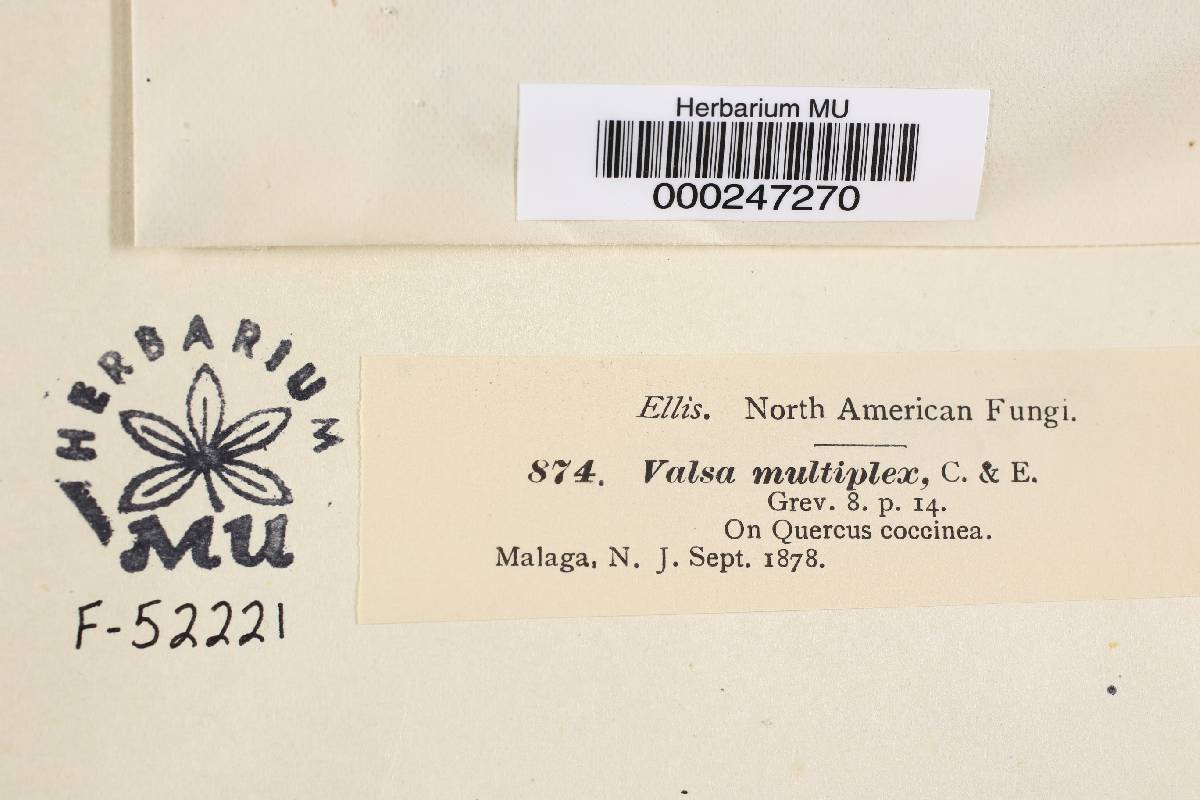 Herbarium MU
000247270
HERBARIUM
MU
F-52221
Ellis. North American Fungi.
874. Valsa multiplex, C. & E.
Grev. 8. p. 14.
On Quercus coccinea.
Malaga, N. J. Sept. 1878.